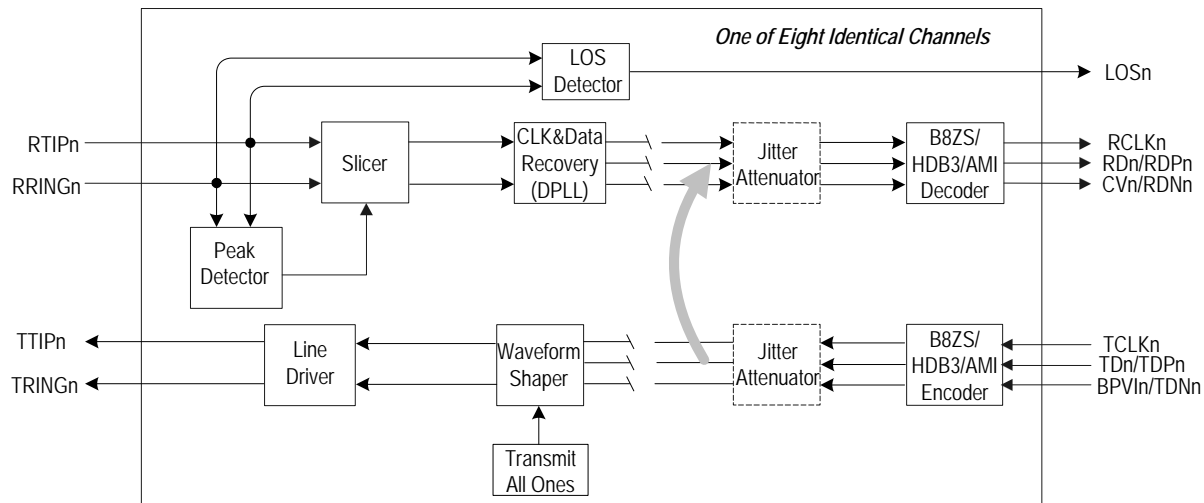 One of Eight Identical Channels
LOS
Detector
LOSn
RTIPn
RRINGn
Slicer
CLK&Data
Recovery
(DPLL)
Jitter
Attenuator
B8ZS/
HDB3/AMI
Decoder
RCLKn
RDn/RDPn
CVn/RDNn
Peak
Detector
TTIPn
TRINGn
Line
Driver
Waveform
Shaper
Jitter
Attenuator
B8ZS/
HDB3/AMI
Encoder
TCLKn
TDn/TDPn
BPVIn/TDNn
Transmit
All Ones